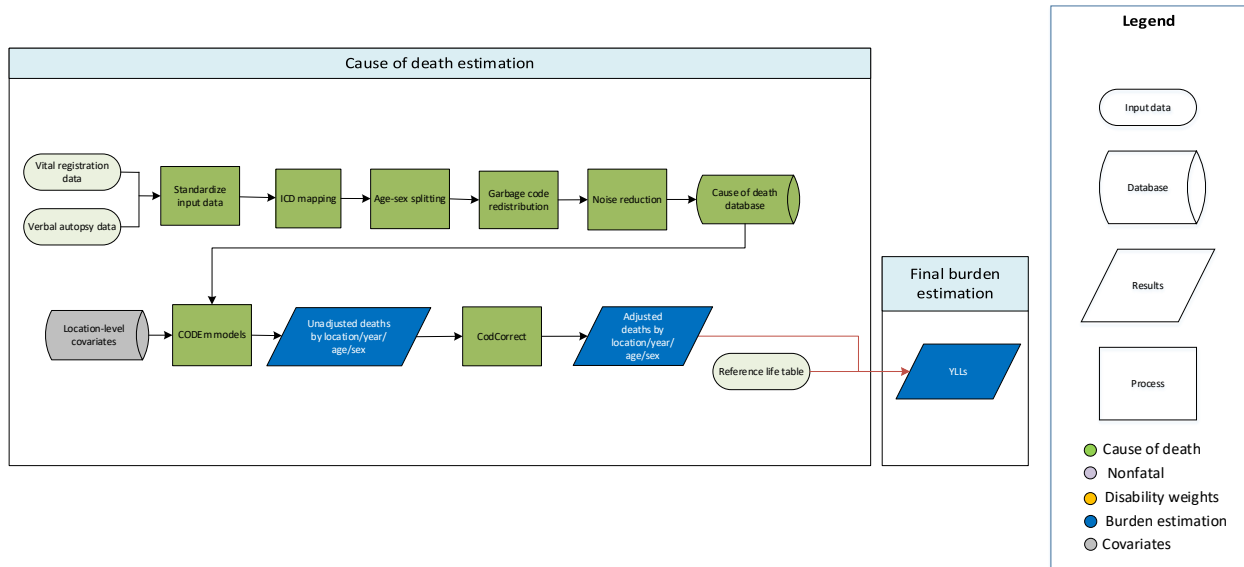 Legend
Cause of death estimation
Input data
Vital registration
data
Standardize
input data
ICD mapping
Age-sex splitting
Garbage code
redistribution
Noise reduction
Cause of death
database
Database
Verbal autopsy data
Final burden
estimation
Results
Location-level
covariates
CODEm models
Unadjusted deaths
by location/year/
age/sex
CodCorrect
Adjusted
deaths by
location/year/
age/sex
Reference life table
YLLs
Process
Cause of death
Nonfatal
Disability weights
Burden estimation
Covariates